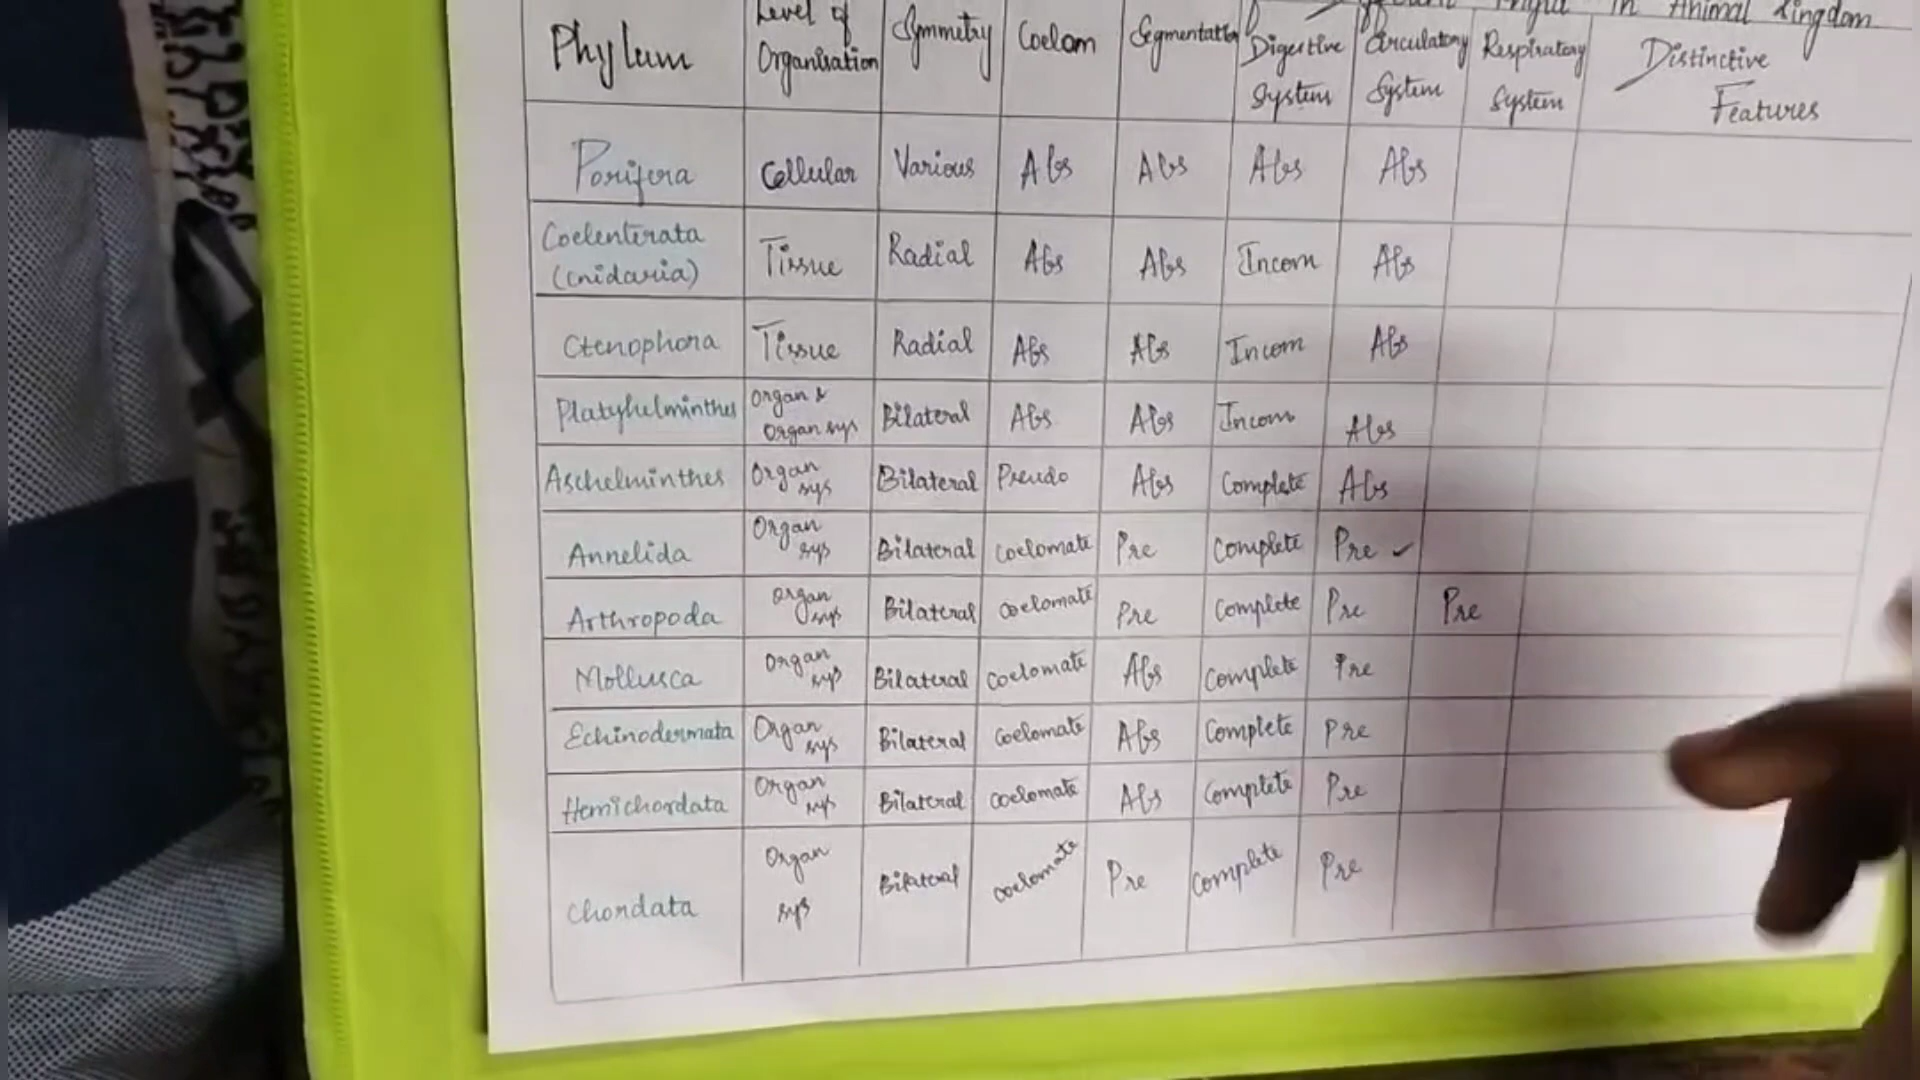 in Animal Kingdom
Phylum Level of Organisation Symmetry Coelom Segmentation Digestive System Circulatory System Respiratory System Distinctive Features
Porifera Cellular Various Abs Abs Abs Abs
Coelenterata (Cnidaria) Tissue Radial Abs Abs Incom Abs
Ctenophora Tissue Radial Abs Abs Incom Abs
Platyhelminthes Organ & Organ sys Bilateral Abs Abs Incom Abs
Aschelminthes Organ sys Bilateral Pseudo Abs Complete Abs
Annelida Organ sys Bilateral Coelomate Pre Complete Pre ✓
Arthropoda Organ sys Bilateral Coelomate Pre Complete Pre Pre
Mollusca Organ sys Bilateral Coelomate Abs Complete Pre
Echinodermata Organ sys Bilateral Coelomate Abs Complete Pre
Hemichordata Organ sys Bilateral Coelomate Abs Complete Pre
Chordata Organ sys Bilateral Coelomate Pre Complete Pre